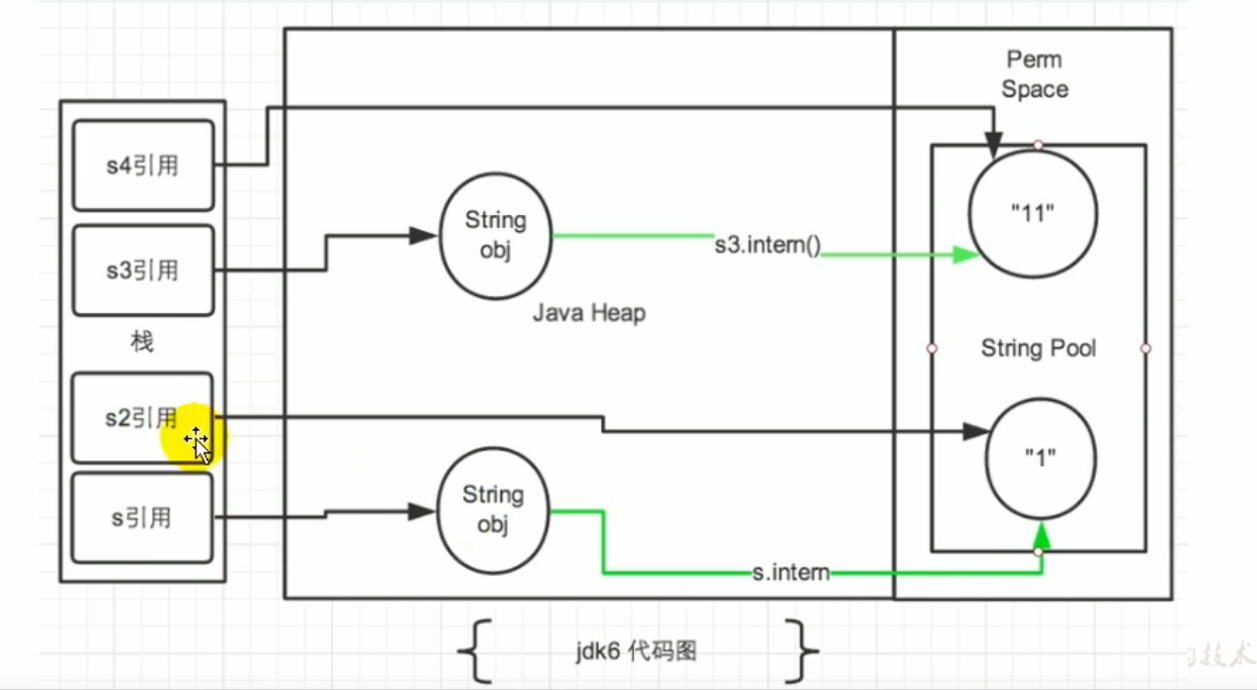 Perm
Space
s4引用
"11"
String
obj
s3.intern()
s3引用
Java Heap
栈
String Pool
s2引用
"1"
String
obj
s引用
s.intern
jdk6 代码图
的技术